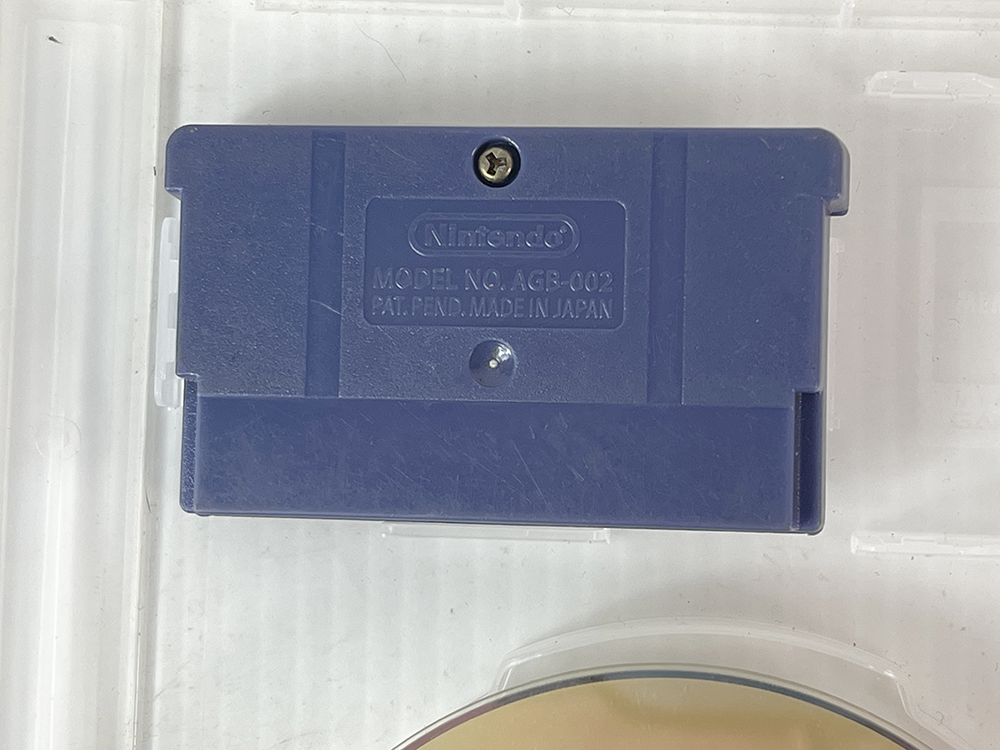 Nintendo®
MODEL NO. AGB-002
PAT. PEND. MADE IN JAPAN